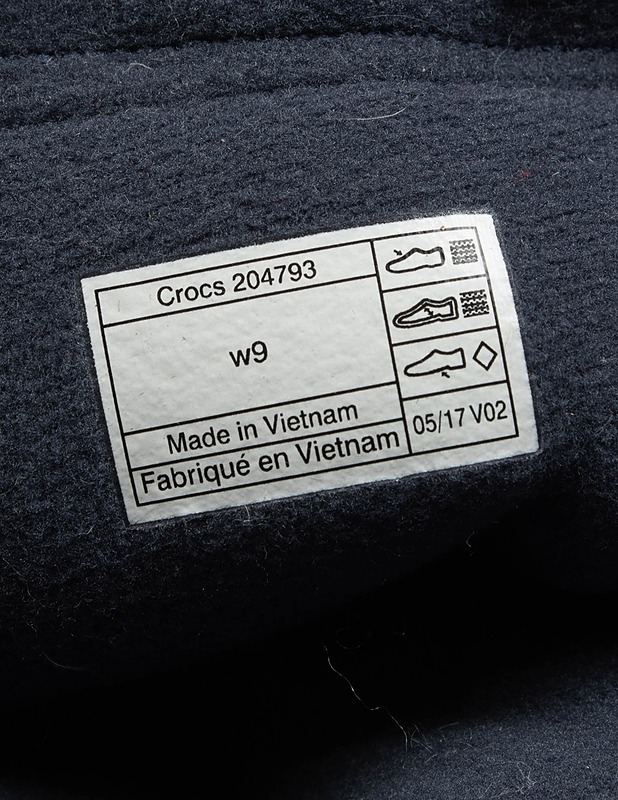 Crocs 204793
w9
Made in Vietnam
Fabriqué en Vietnam
05/17 V02